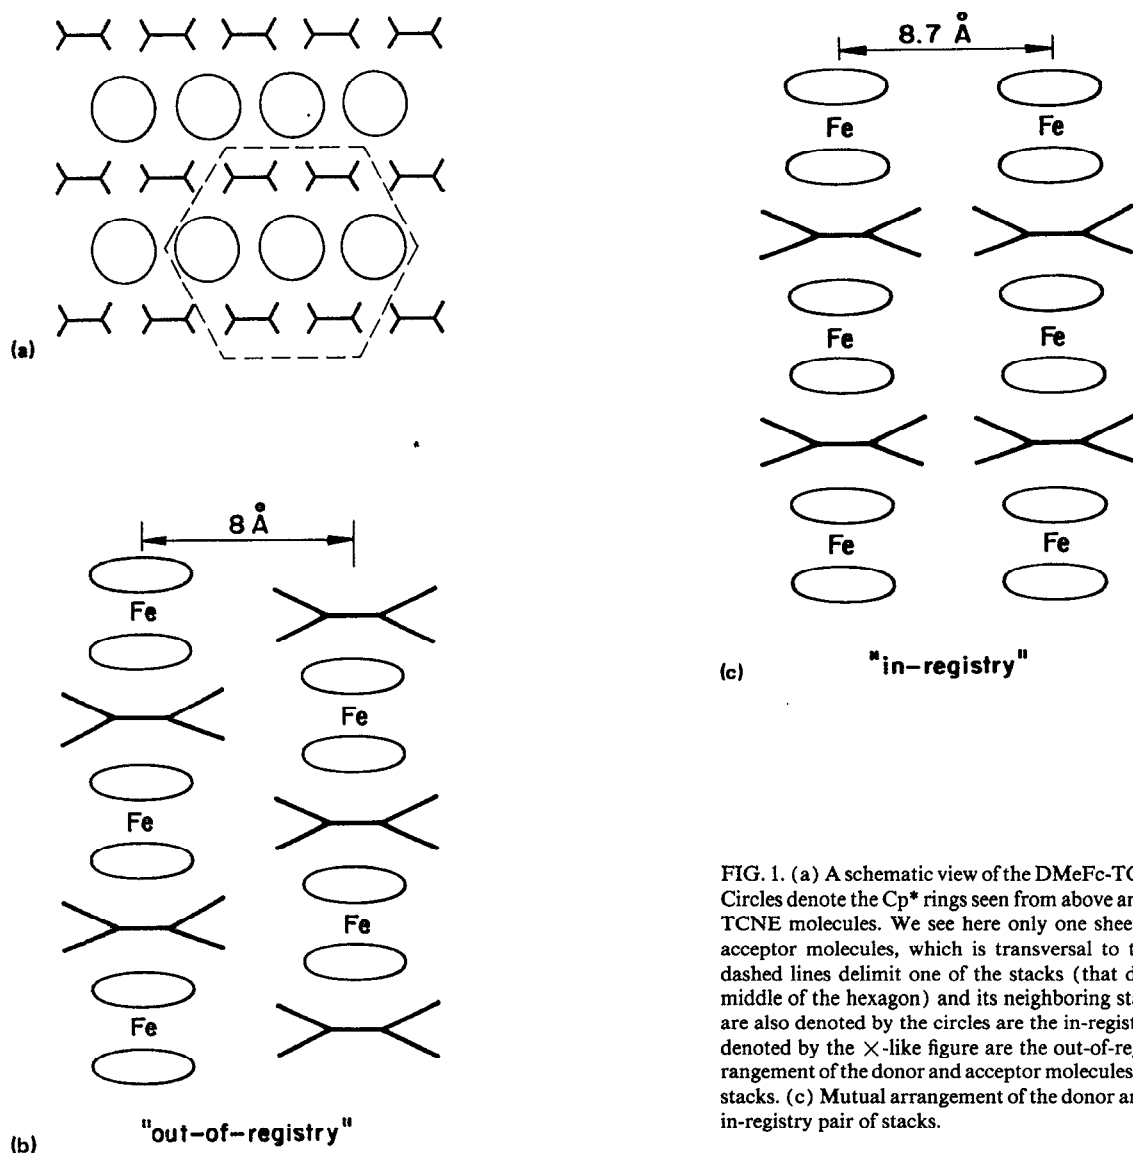 (a)
8 Å
Fe
Fe
Fe
Fe
Fe
(b)
"out-of-registry"
8.7 Å
Fe
Fe
Fe
Fe
Fe
Fe
(c)
"in-registry"
FIG. 1. (a) A schematic view of the DMeFc-TC
Circles denote the Cp* rings seen from above an
TCNE molecules. We see here only one shee
acceptor molecules, which is transversal to t
dashed lines delimit one of the stacks (that d
middle of the hexagon) and its neighboring sta
are also denoted by the circles are the in-regist
denoted by the ×-like figure are the out-of-re
rangement of the donor and acceptor molecules
stacks. (c) Mutual arrangement of the donor an
in-registry pair of stacks.